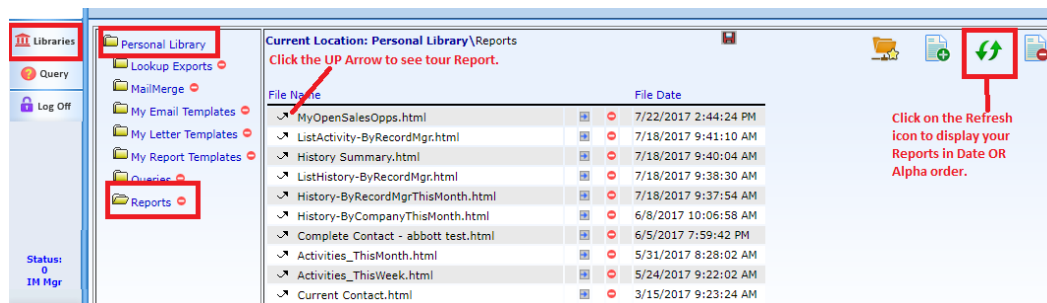 Libraries
Query
Log Off
Status:
0
IM Mgr
Personal Library
Lookup Exports
MailMerge
My Email Templates
My Letter Templates
My Report Templates
Queries
Reports
Current Location: Personal Library\Reports
Click the UP Arrow to see tour Report.
File Name File Date
MyOpenSalesOpps.html 7/22/2017 2:44:24 PM
ListActivity-ByRecordMgr.html 7/18/2017 9:41:10 AM
History Summary.html 7/18/2017 9:40:04 AM
ListHistory-ByRecordMgr.html 7/18/2017 9:38:30 AM
History-ByRecordMgrThisMonth.html 7/18/2017 9:37:54 AM
History-ByCompanyThisMonth.html 6/8/2017 10:06:58 AM
Complete Contact - abbott test.html 6/5/2017 7:59:42 PM
Activities_ThisMonth.html 5/31/2017 8:28:02 AM
Activities_ThisWeek.html 5/24/2017 9:22:02 AM
Current Contact.html 3/15/2017 9:23:24 AM
Click on the Refresh
icon to display your
Reports in Date OR
Alpha order.